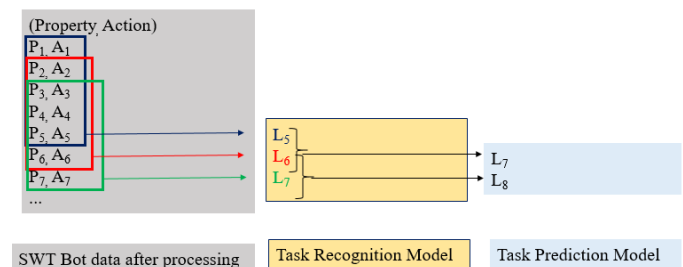 (Property, Action)
P1, A1
P2, A2
P3, A3
P4, A4
P5, A5
P6, A6
P7, A7
...
L5
L6
L7
L7
L8
SWT Bot data after processing
Task Recognition Model
Task Prediction Model